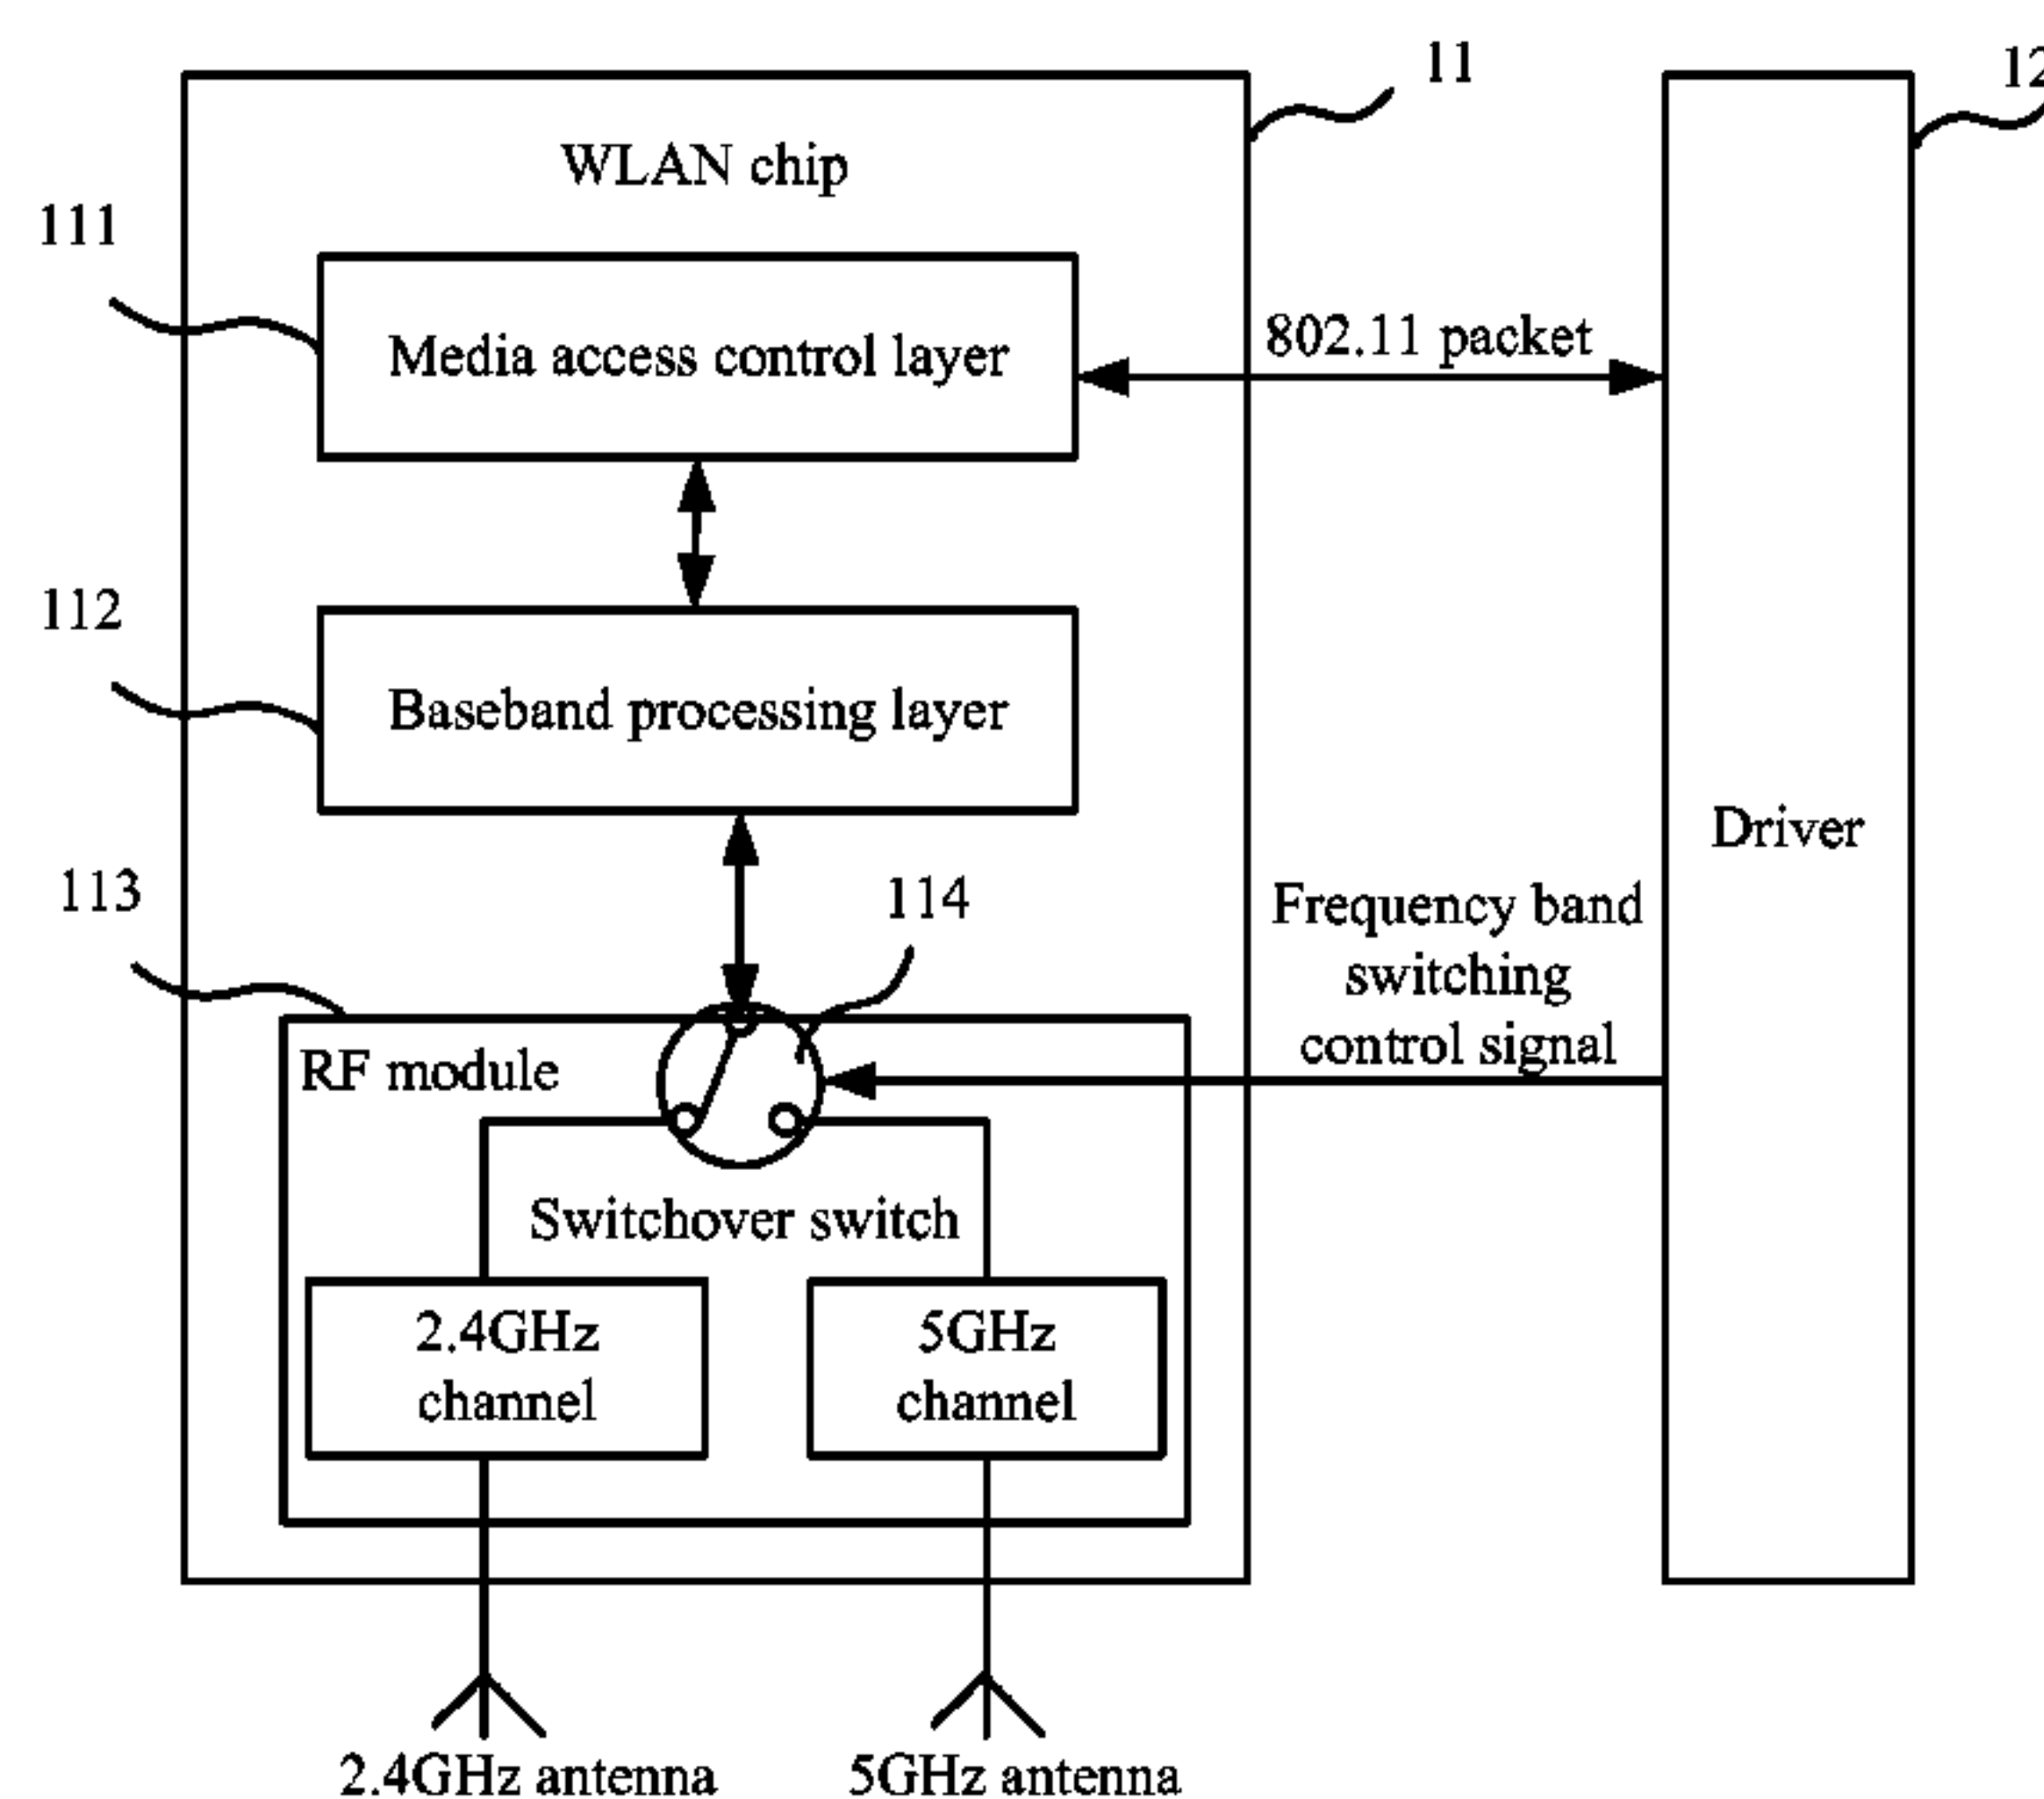 11
12
WLAN chip
111
Media access control layer
802.11 packet
112
Baseband processing layer
Driver
113
114
Frequency band
switching
control signal
RF module
Switchover switch
2.4GHz
channel
5GHz
channel
2.4GHz antenna
5GHz antenna